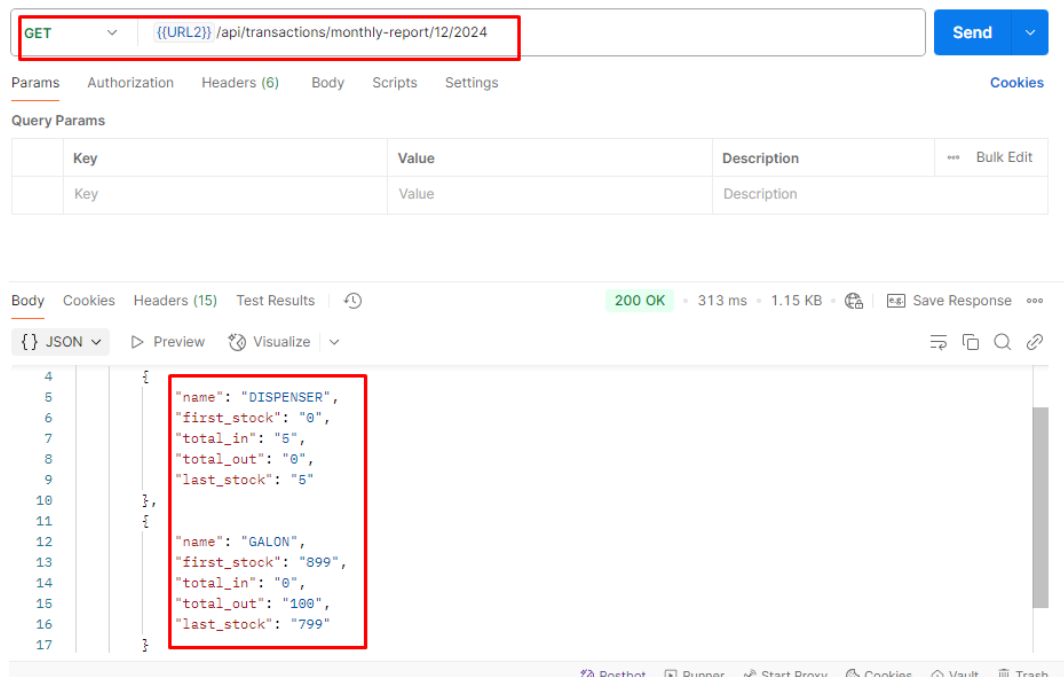 GET {{URL2}} /api/transactions/monthly-report/12/2024 Send
Params Authorization Headers (6) Body Scripts Settings Cookies
Query Params
Key Value Description Bulk Edit
Key Value Description
Body Cookies Headers (15) Test Results 200 OK • 313 ms • 1.15 KB • e.g. Save Response
{} JSON Preview Visualize
4 {
5 "name": "DISPENSER",
6 "first_stock": "0",
7 "total_in": "5",
8 "total_out": "0",
9 "last_stock": "5"
10 },
11 {
12 "name": "GALON",
13 "first_stock": "899",
14 "total_in": "0",
15 "total_out": "100",
16 "last_stock": "799"
17 }
Postbot Runner Start Proxy Cookies Vault Trash